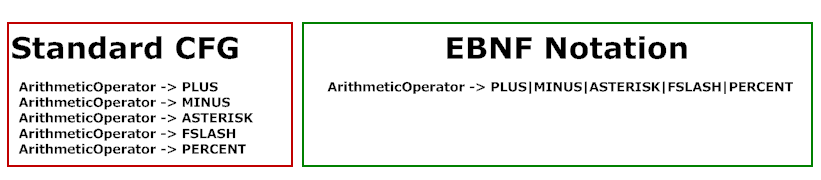 Standard CFG
ArithmeticOperator -> PLUS
ArithmeticOperator -> MINUS
ArithmeticOperator -> ASTERISK
ArithmeticOperator -> FSLASH
ArithmeticOperator -> PERCENT
EBNF Notation
ArithmeticOperator -> PLUS|MINUS|ASTERISK|FSLASH|PERCENT